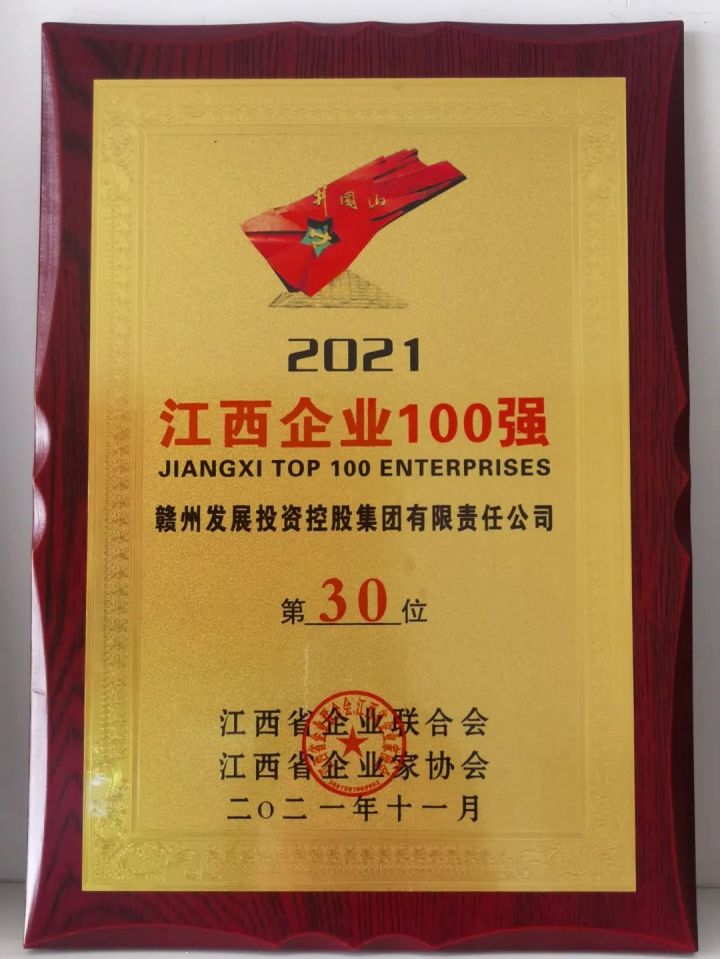 井冈山
2021
江西企业100强
JIANGXI TOP 100 ENTERPRISES
赣州发展投资控股集团有限责任公司
第30位
江西省企业联合会
江西省企业家协会
二〇二一年十一月